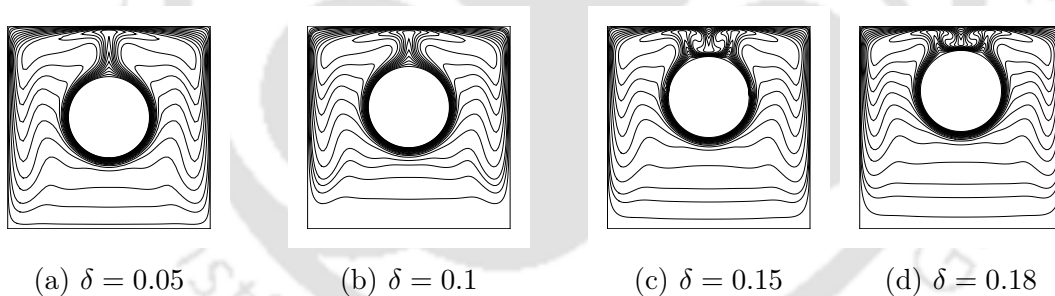 (a) δ = 0.05 (b) δ = 0.1 (c) δ = 0.15 (d) δ = 0.18